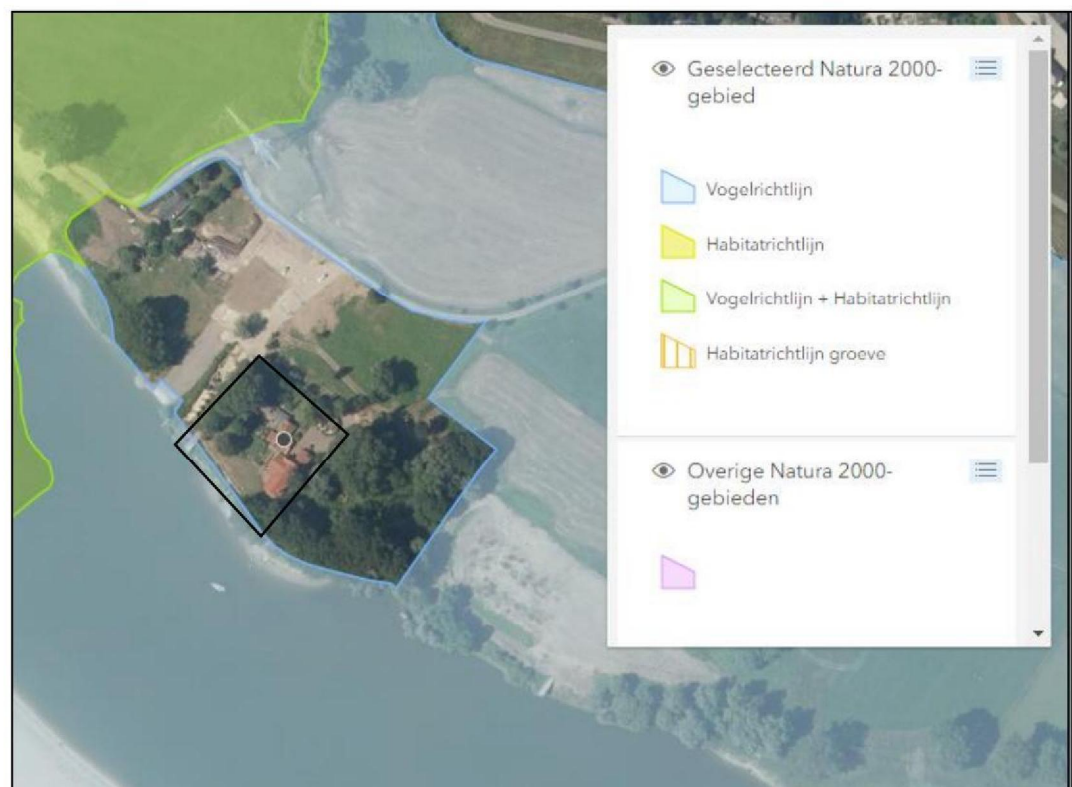 Geselecteerd Natura 2000-
gebied
Vogelrichtlijn
Habitatrichtlijn
Vogelrichtlijn + Habitatrichtlijn
Habitatrichtlijn groeve
Overige Natura 2000-
gebieden